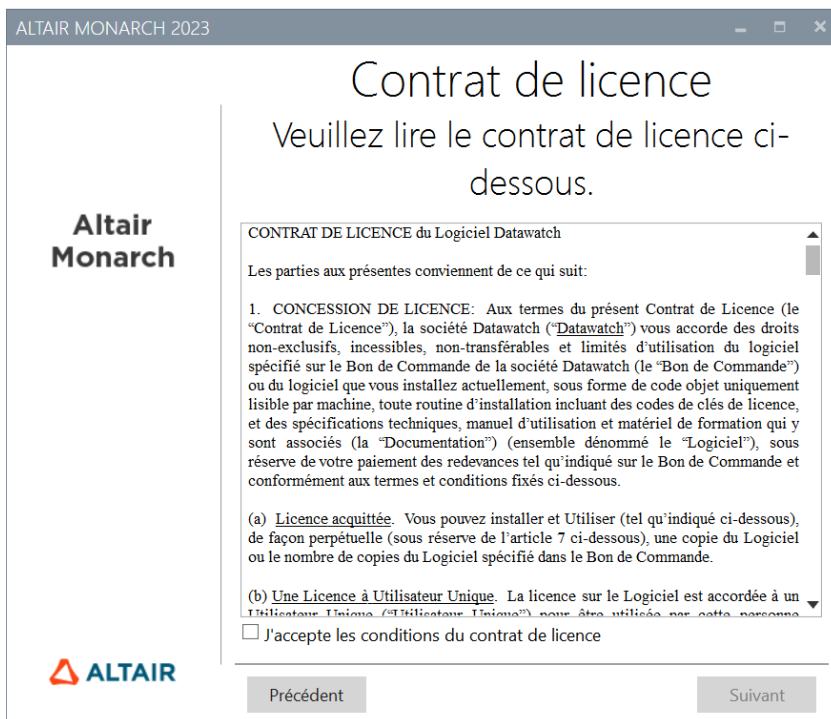 ALTAIR MONARCH 2023
Contrat de licence
Veuillez lire le contrat de licence ci-
dessous.
Altair
Monarch
CONTRAT DE LICENCE du Logiciel Datawatch
Les parties aux présentes conviennent de ce qui suit:
1. CONCESSION DE LICENCE: Aux termes du présent Contrat de Licence (le
“Contrat de Licence”), la société Datawatch (“Datawatch”) vous accorde des droits
non-exclusifs, incessibles, non-transférables et limités d’utilisation du logiciel
spécifié sur le Bon de Commande de la société Datawatch (le “Bon de Commande”)
ou du logiciel que vous installez actuellement, sous forme de code objet uniquement
lisible par machine, toute routine d’installation incluant des codes de clés de licence,
et des spécifications techniques, manuel d’utilisation et matériel de formation qui y
sont associés (la “Documentation”) (ensemble dénommé le “Logiciel”), sous
réserve de votre paiement des redevances tel qu’indiqué sur le Bon de Commande et
conformément aux termes et conditions fixés ci-dessous.
(a) Licence acquittée. Vous pouvez installer et Utiliser (tel qu’indiqué ci-dessous),
de façon perpétuelle (sous réserve de l’article 7 ci-dessous), une copie du Logiciel
ou le nombre de copies du Logiciel spécifié dans le Bon de Commande.
(b) Une Licence à Utilisateur Unique. La licence sur le Logiciel est accordée à un
Utilisateur Unique (“Utilisateur Unique”) pour être utilisée par cette personne
J'accepte les conditions du contrat de licence
ALTAIR
Précédent
Suivant